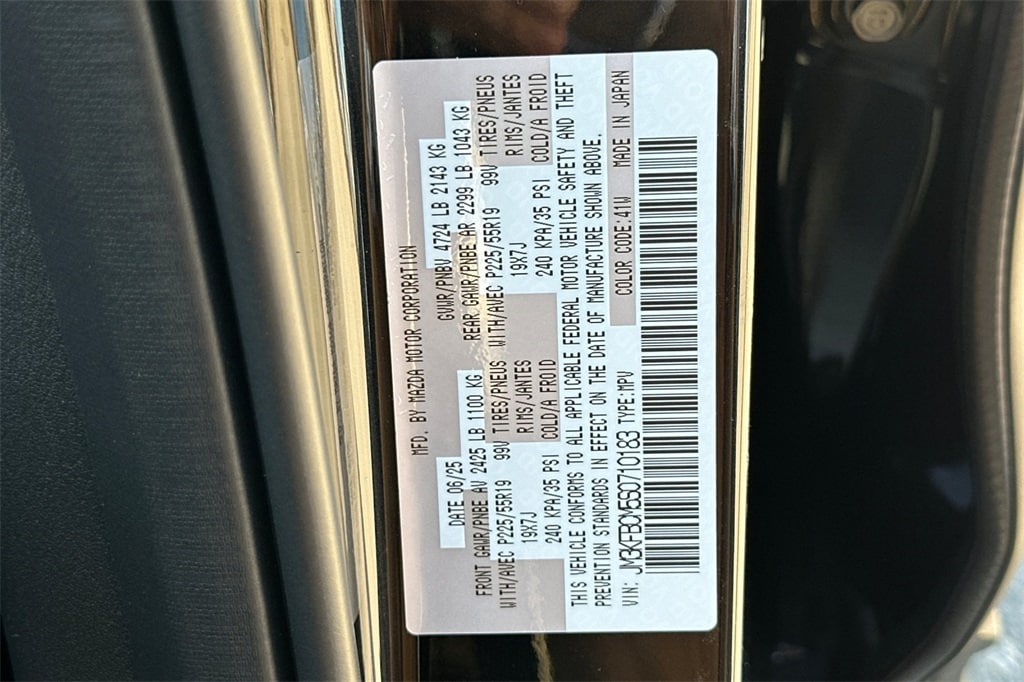 MFD. BY MAZDA MOTOR CORPORATION
DATE 06/25 GVWR/PNBV 4724 LB 2143 KG
FRONT GAWR/PNBE AV 2425 LB 1100 KG REAR GAWR/PNBE AR 2299 LB 1043 KG
WITH/AVEC P225/55R19 99V TIRES/PNEUS WITH/AVEC P225/55R19 99V TIRES/PNEUS
19X7J RIMS/JANTES 19X7J RIMS/JANTES
240 KPA/35 PSI COLD/A FROID 240 KPA/35 PSI COLD/A FROID
THIS VEHICLE CONFORMS TO ALL APPLICABLE FEDERAL MOTOR VEHICLE SAFETY AND THEFT
PREVENTION STANDARDS IN EFFECT ON THE DATE OF MANUFACTURE SHOWN ABOVE.
VIN: JM3KFBCM5S0710183 TYPE:MPV COLOR CODE:41W MADE IN JAPAN